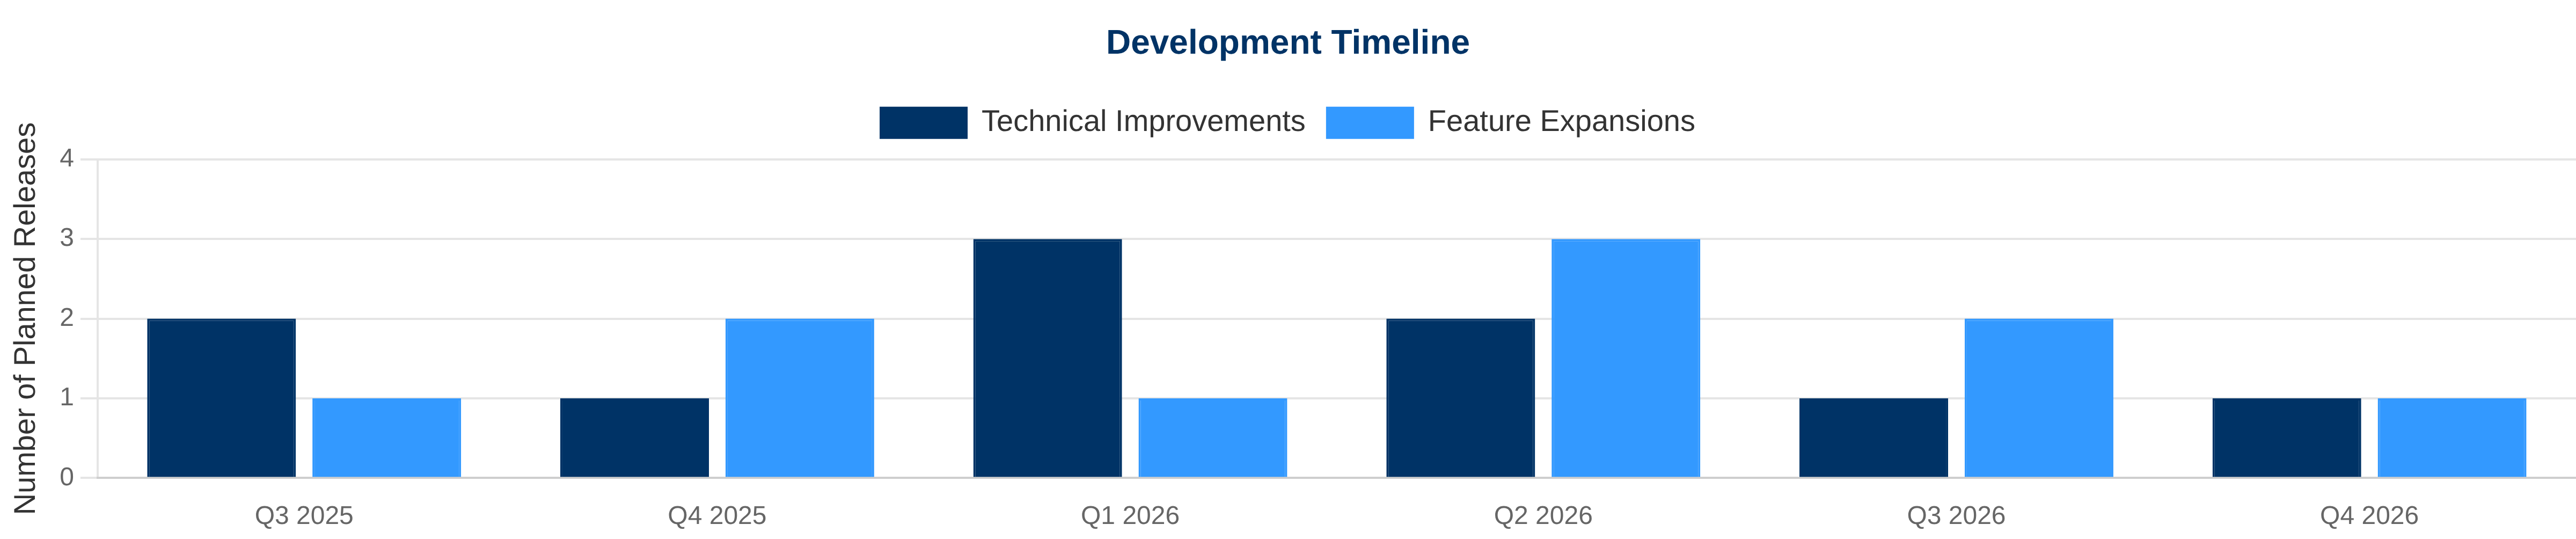 Development Timeline
Technical Improvements
Feature Expansions
Number of Planned Releases
4
3
2
1
0
Q3 2025
Q4 2025
Q1 2026
Q2 2026
Q3 2026
Q4 2026